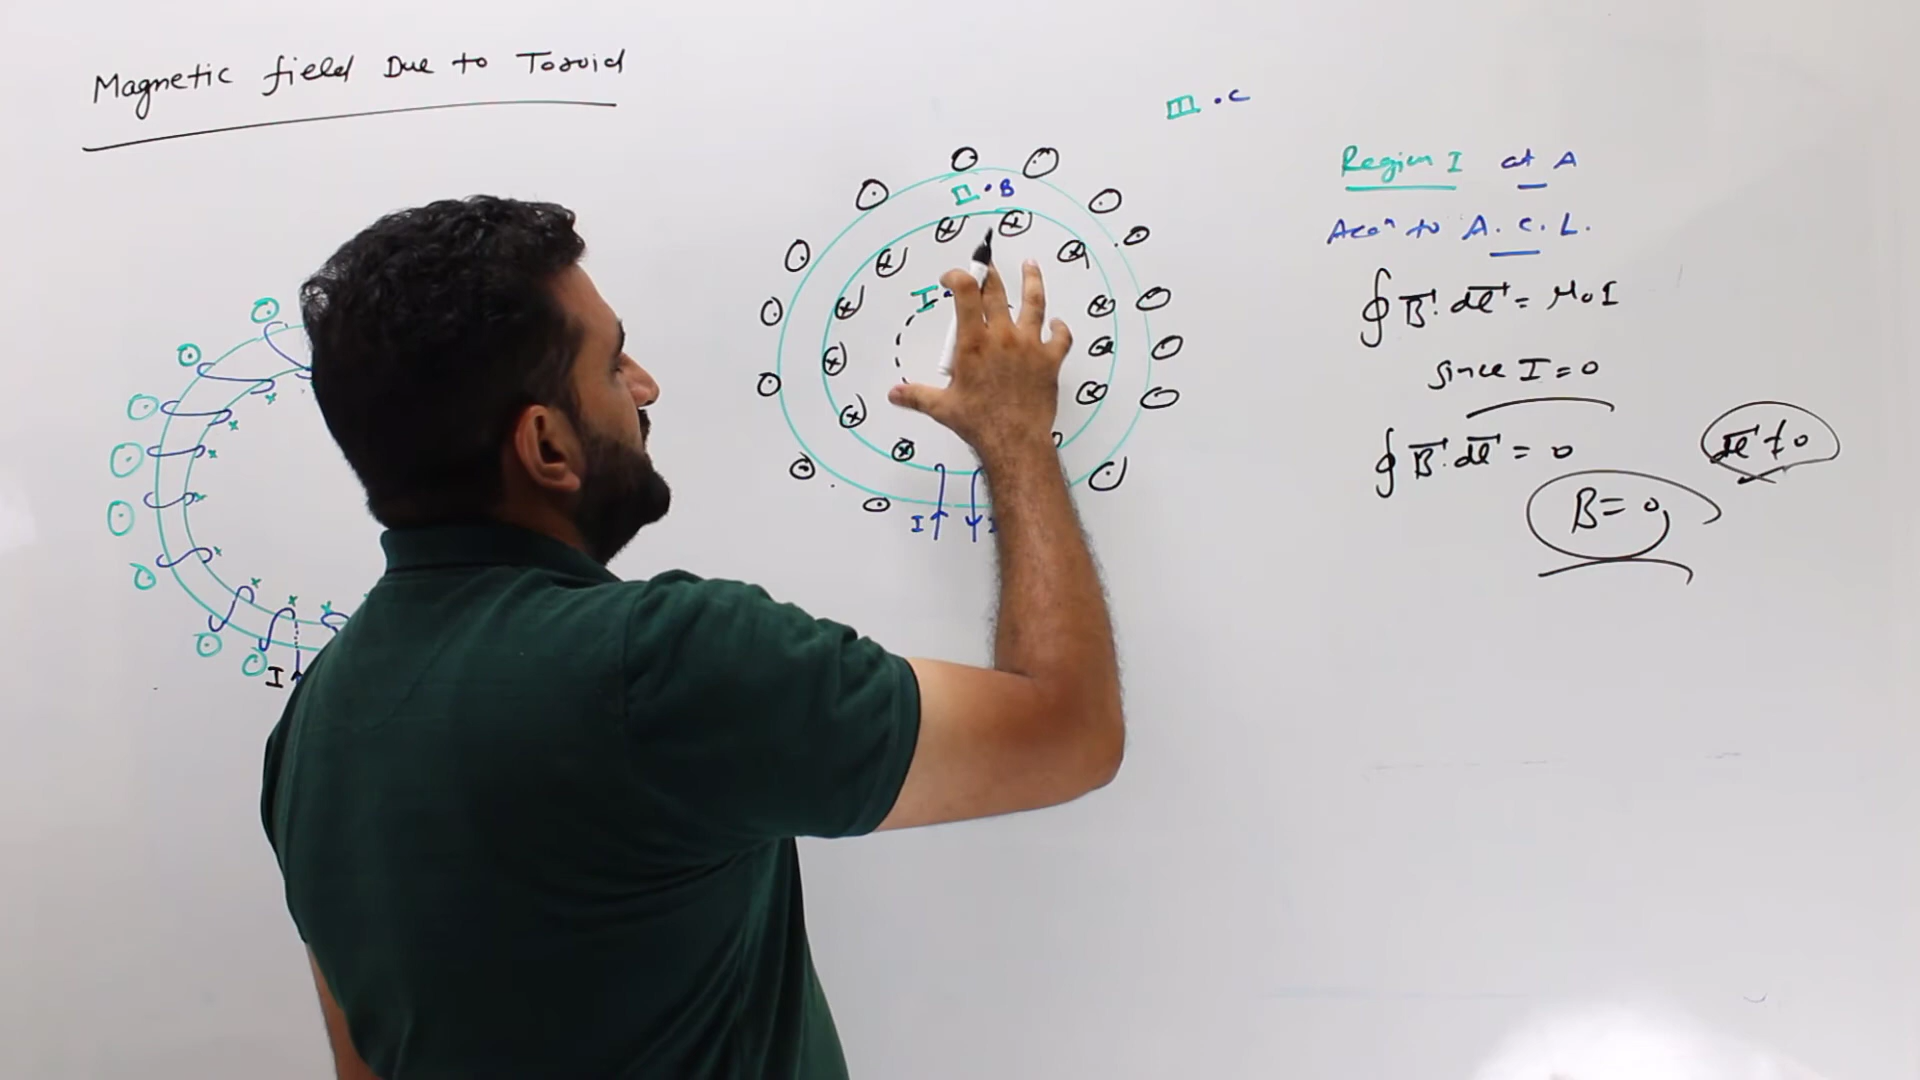 Magnetic field Due to Toroid
III . C
II . B
I
I I
I
Region I at A
Accⁿ to A.C.L.
∮ B⃗.dl⃗ = μ₀I
since I = 0
∮ B⃗.dl⃗ = 0
dl⃗ ≠ 0
B = 0,